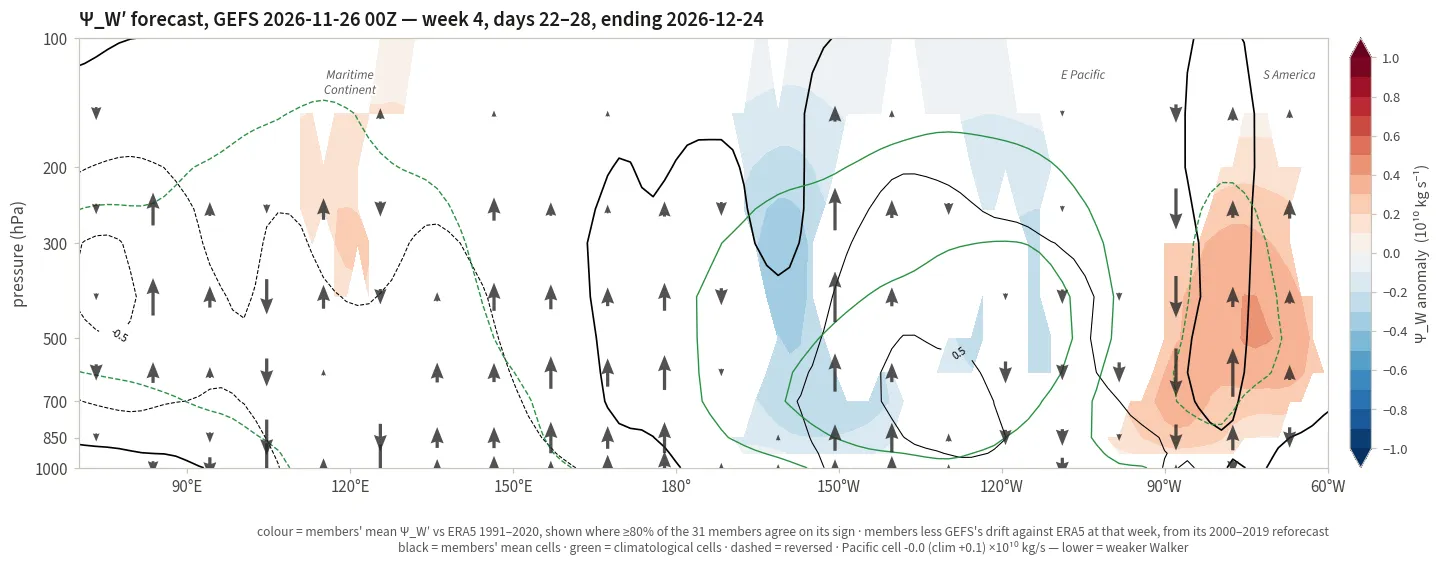 Ψ_W′ forecast, GEFS 2026-11-26 00Z — week 4, days 22–28, ending 2026-12-24
100
200
300
400
500
700
850
1000
pressure (hPa)
Maritime
Continent
E Pacific
S America
-0.5
0.5
90°E
120°E
150°E
180°
150°W
120°W
90°W
60°W
1.0
0.8
0.6
0.4
0.2
0.0
−0.2
−0.4
−0.6
−0.8
−1.0
Ψ_W anomaly (10¹⁰ kg s⁻¹)
colour = members' mean Ψ_W′ vs ERA5 1991–2020, shown where ≥80% of the 31 members agree on its sign · members less GEFS's drift against ERA5 at that week, from its 2000–2019 reforecast
black = members' mean cells · green = climatological cells · dashed = reversed · Pacific cell -0.0 (clim +0.1) ×10¹⁰ kg/s — lower = weaker Walker